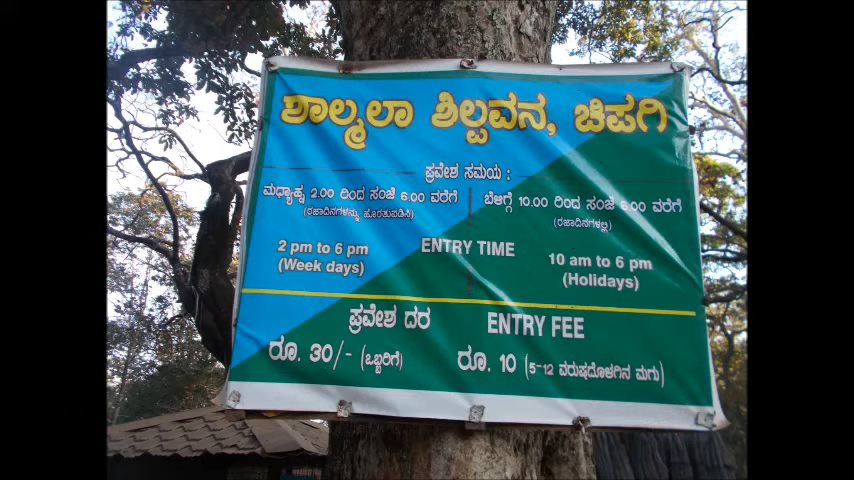 ಶಾಲ್ಮಲಾ ಶಿಲ್ಪವನ, ಚಿಪಗಿ
ಪ್ರವೇಶ ಸಮಯ :
ಮಧ್ಯಾಹ್ನ 2.00 ರಿಂದ ಸಂಜೆ 6.00 ವರೆಗೆ
(ರಜಾದಿನಗಳನ್ನು ಹೊರತುಪಡಿಸಿ)
ಬೆಳಿಗ್ಗೆ 10.00 ರಿಂದ ಸಂಜೆ 6.00 ವರೆಗೆ
(ರಜಾದಿನಗಳಲ್ಲಿ)
ENTRY TIME
2 pm to 6 pm
(Week days)
10 am to 6 pm
(Holidays)
ಪ್ರವೇಶ ದರ ENTRY FEE
ರೂ. 30/- (ಒಬ್ಬರಿಗೆ) ರೂ. 10 (5-12 ವರುಷದೊಳಗಿನ ಮಗು)